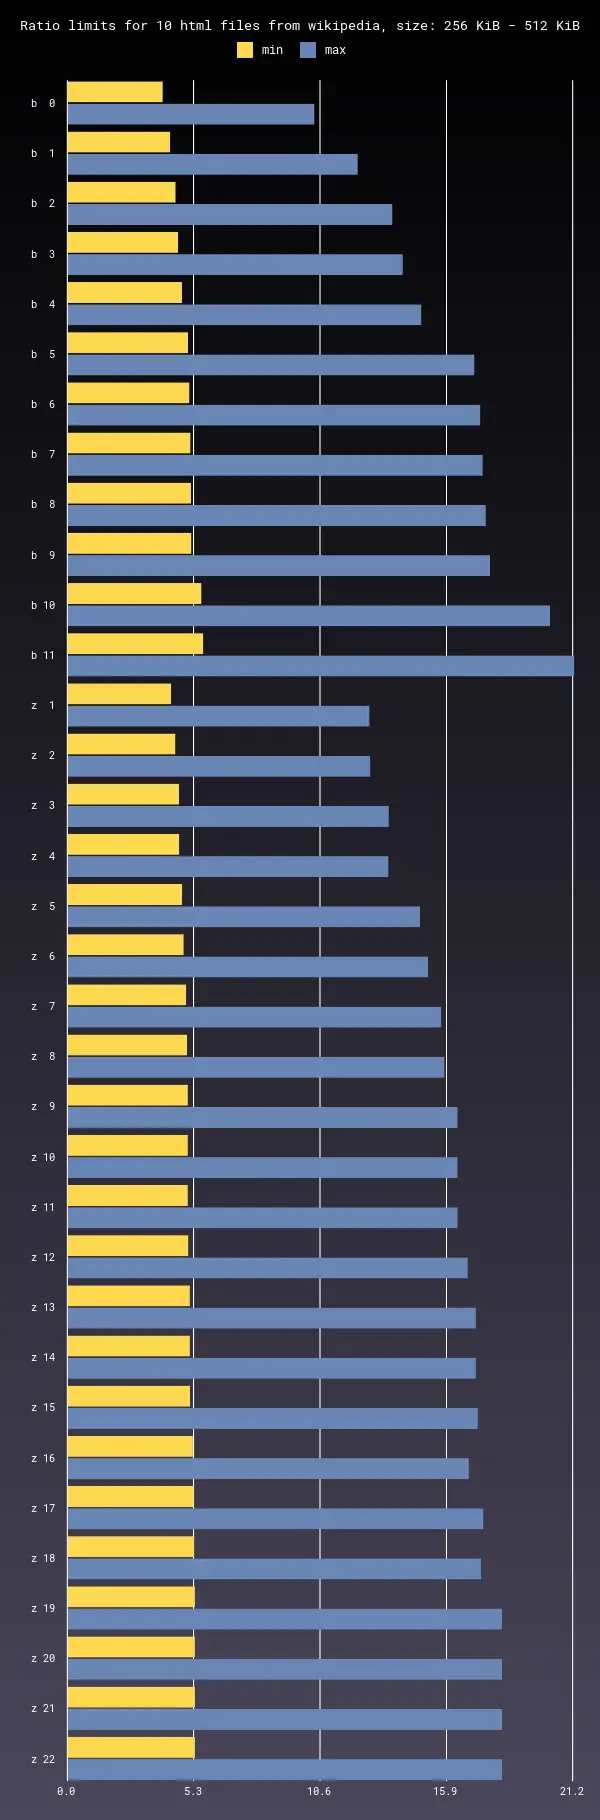 Ratio limits for 10 html files from wikipedia, size: 256 KiB - 512 KiB
min max
b 0
b 1
b 2
b 3
b 4
b 5
b 6
b 7
b 8
b 9
b 10
b 11
z 1
z 2
z 3
z 4
z 5
z 6
z 7
z 8
z 9
z 10
z 11
z 12
z 13
z 14
z 15
z 16
z 17
z 18
z 19
z 20
z 21
z 22
0.0 5.3 10.6 15.9 21.2